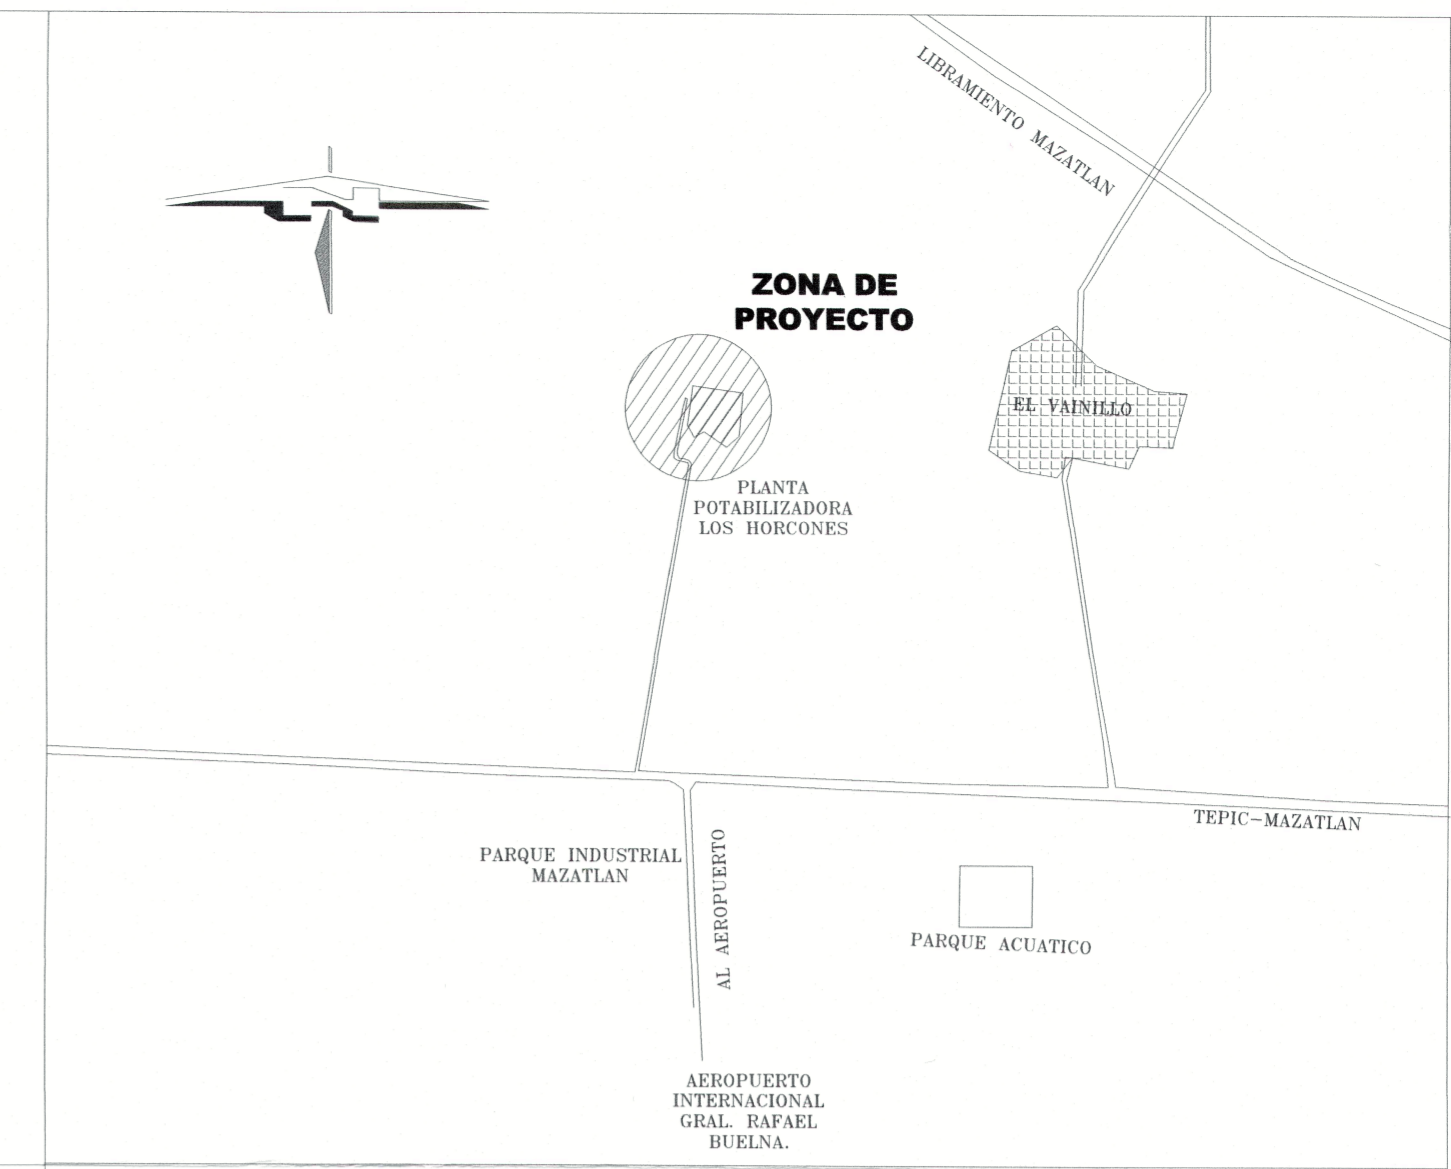 LIBRAMIENTO MAZATLAN
ZONA DE
PROYECTO
EL VAINILLO
PLANTA
POTABILIZADORA
LOS HORCONES
TEPIC-MAZATLAN
PARQUE INDUSTRIAL
MAZATLAN
AL AEROPUERTO
PARQUE ACUATICO
AEROPUERTO
INTERNACIONAL
GRAL. RAFAEL
BUELNA.